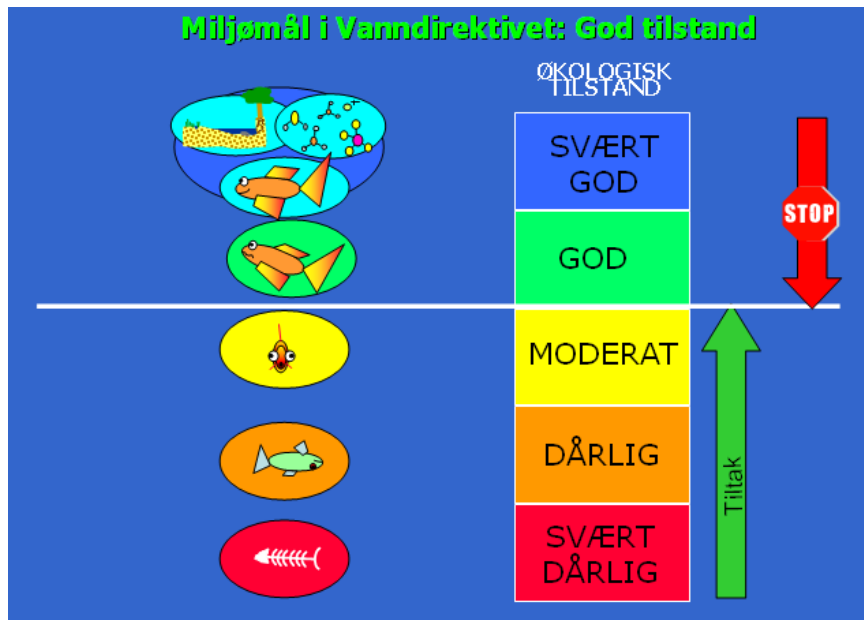 Miljømål i Vanndirektivet: God tilstand
ØKOLOGISK
TILSTAND
SVÆRT
GOD
STOP
GOD
MODERAT
DÅRLIG
Tiltak
SVÆRT
DÅRLIG